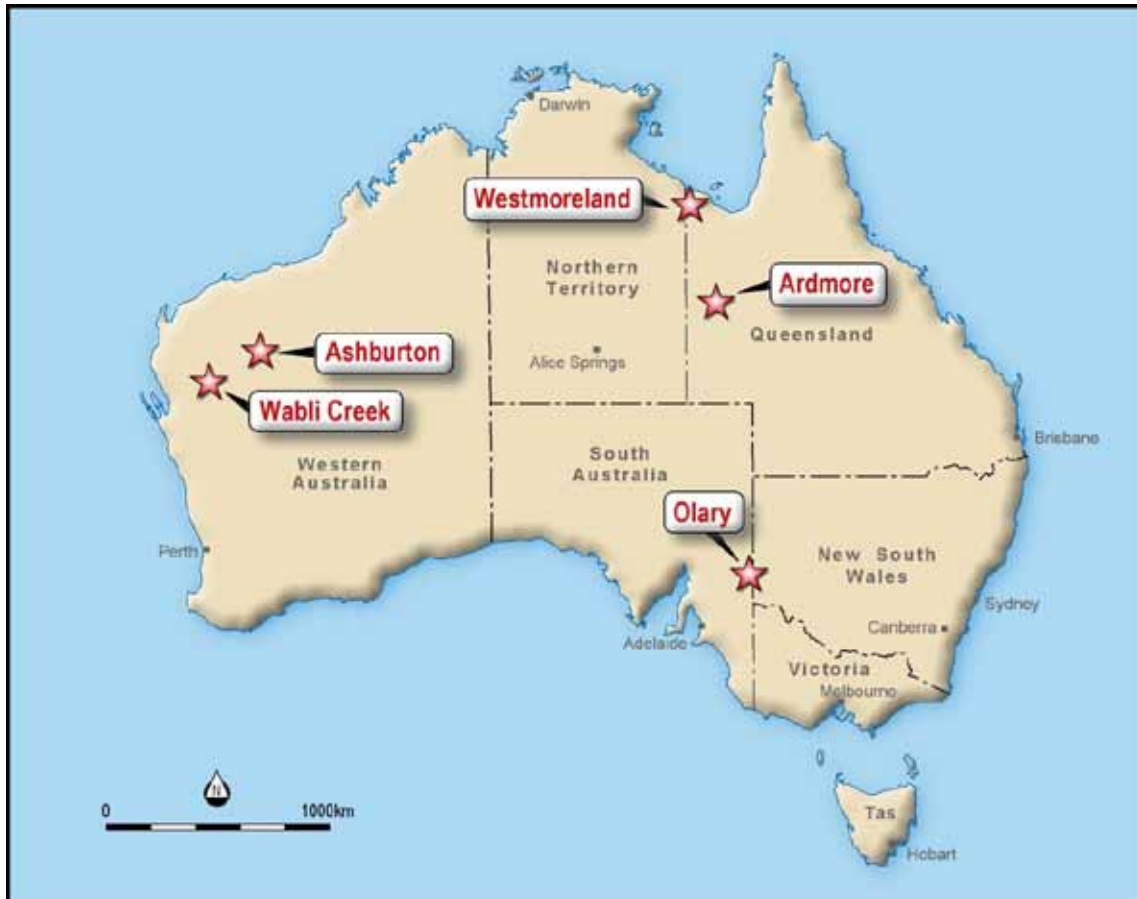 Darwin
Westmoreland
Northern
Territory
Ardmore
Queensland
Ashburton
Alice Springs
Wabli Creek
Western
Australia
South
Australia
Brisbane
Olary
Perth
New South
Wales
Sydney
Canberra
Adelaide
Victoria
Melbourne
N
0 1000km
Tas
Hobart